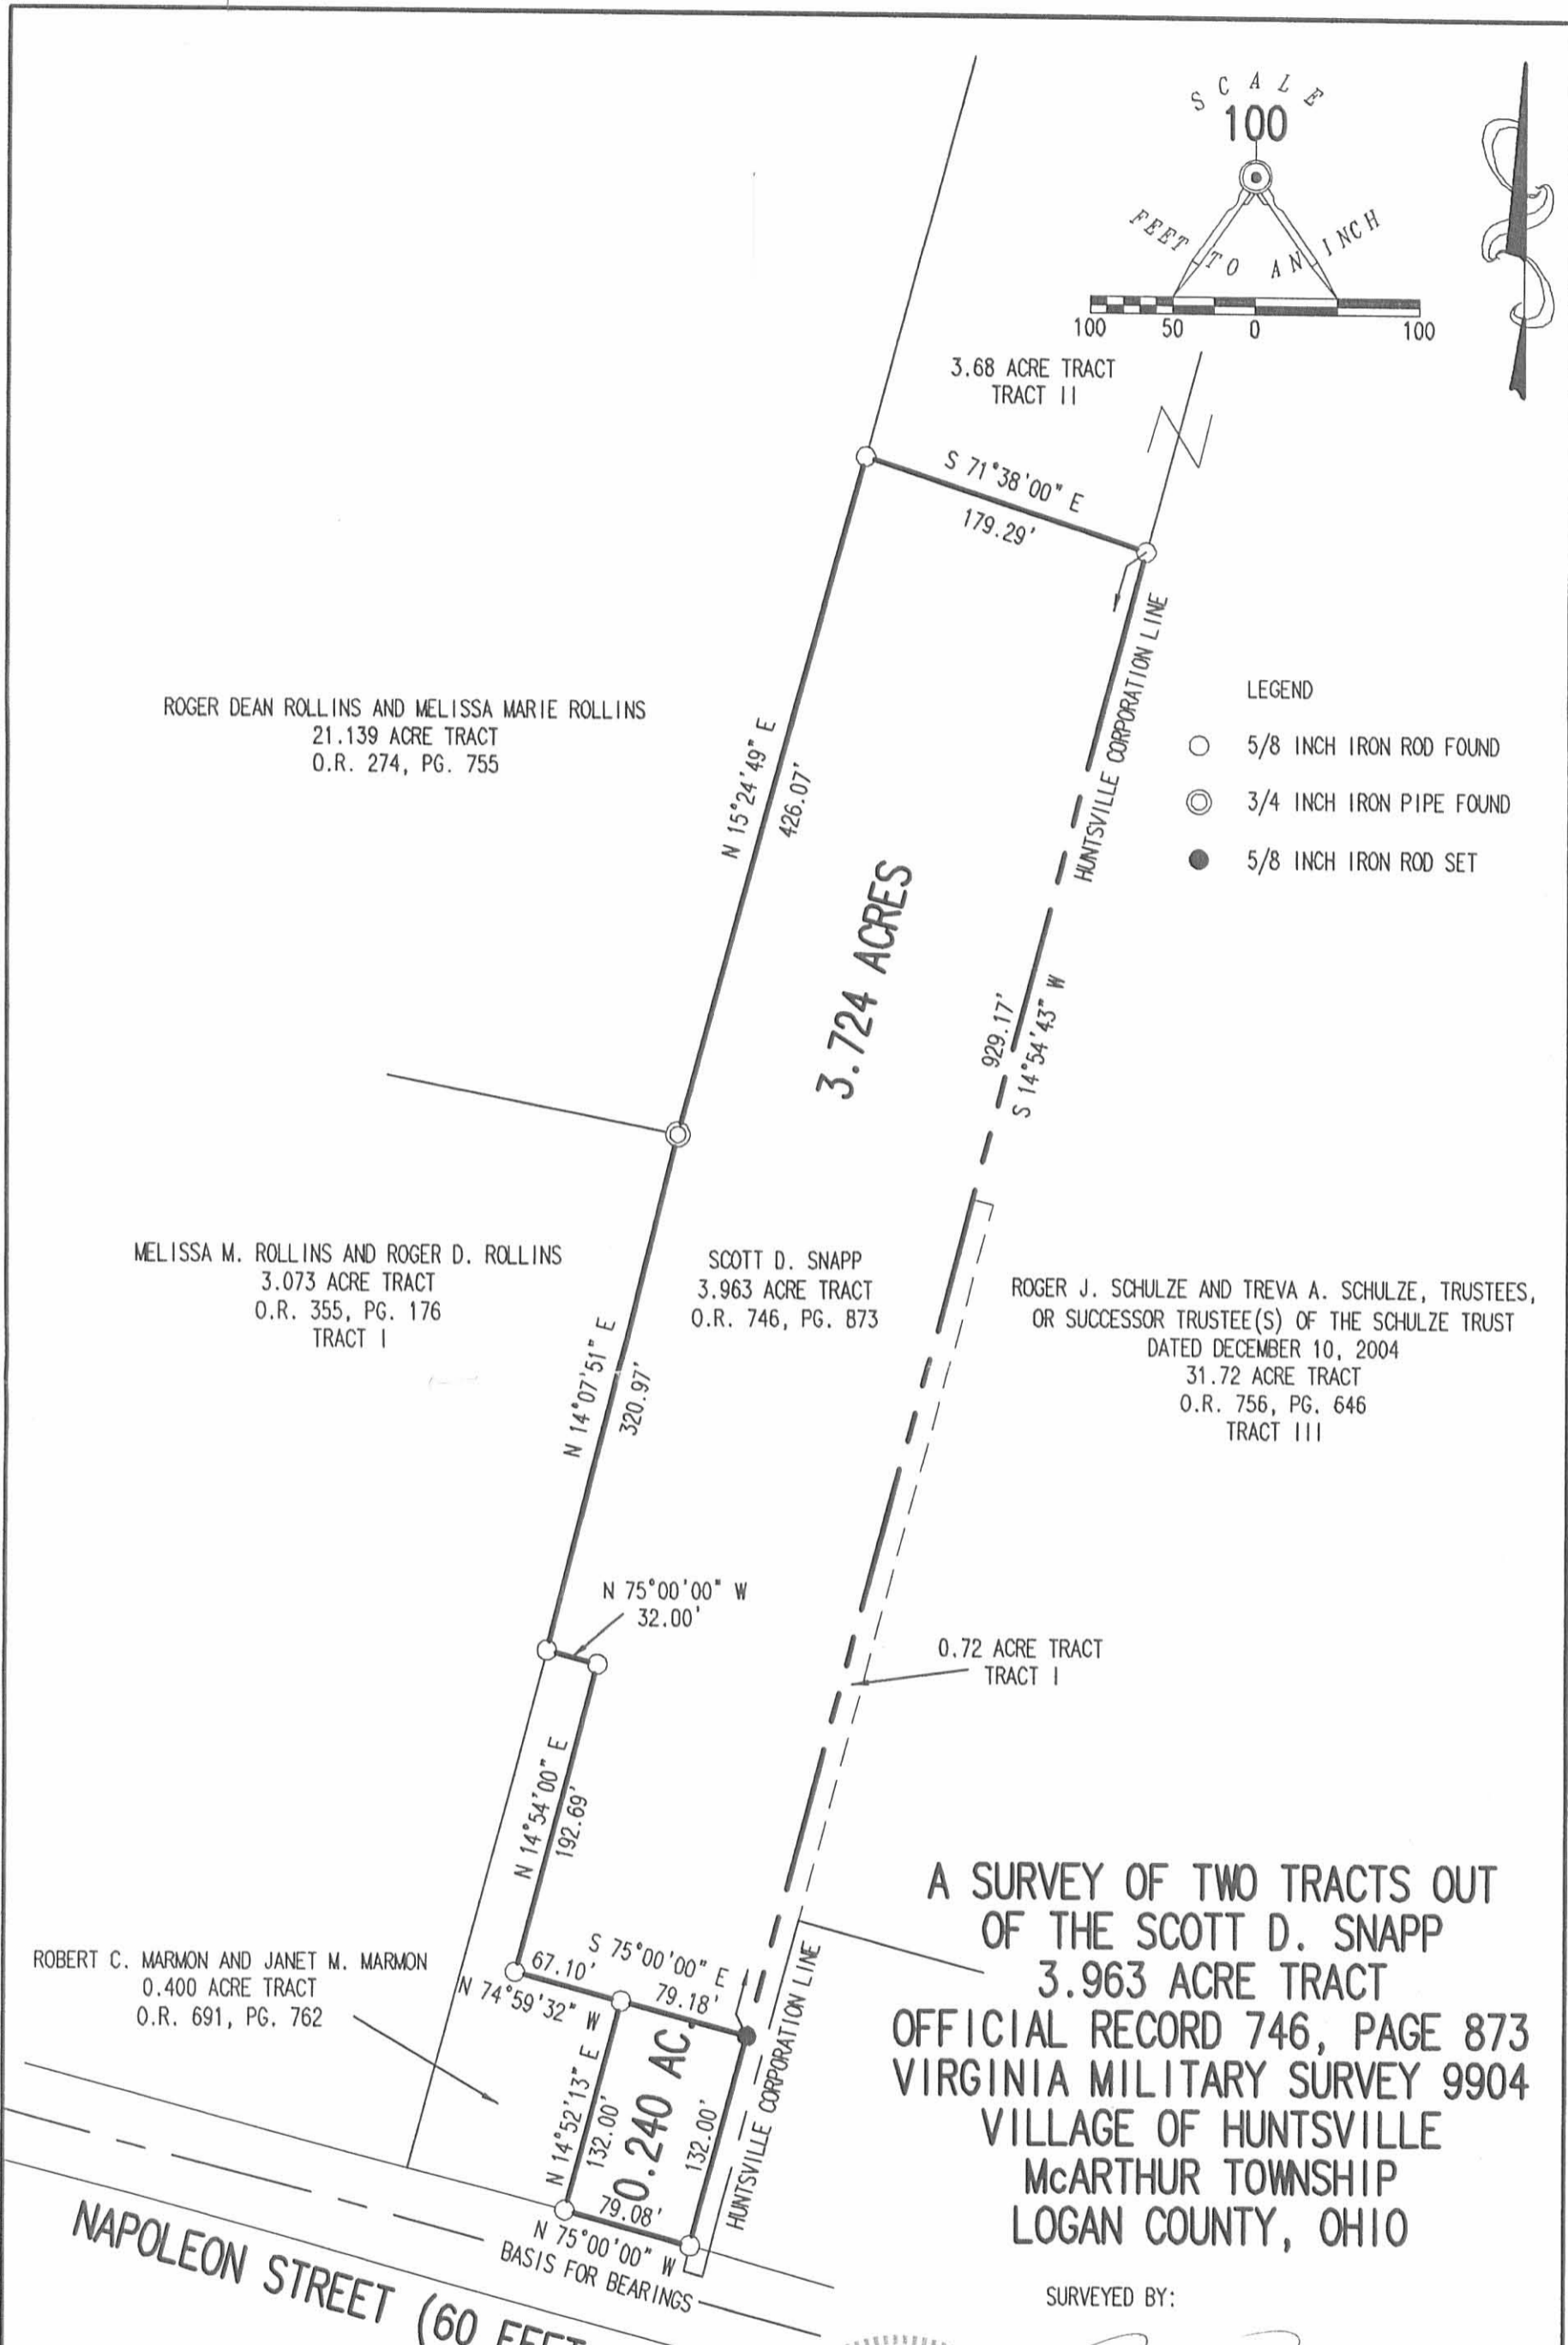 SCALE
100
FEET TO AN INCH
100 50 0 100
3.68 ACRE TRACT
TRACT II
S 71°38'00" E
179.29'
HUNTSVILLE CORPORATION LINE
LEGEND
5/8 INCH IRON ROD FOUND
3/4 INCH IRON PIPE FOUND
5/8 INCH IRON ROD SET
ROGER DEAN ROLLINS AND MELISSA MARIE ROLLINS
21.139 ACRE TRACT
O.R. 274, PG. 755
N 15°24'49" E
426.07'
3.724 ACRES
929.17'
S 14°54'43" W
MELISSA M. ROLLINS AND ROGER D. ROLLINS
3.073 ACRE TRACT
O.R. 355, PG. 176
TRACT I
SCOTT D. SNAPP
3.963 ACRE TRACT
O.R. 746, PG. 873
ROGER J. SCHULZE AND TREVA A. SCHULZE, TRUSTEES,
OR SUCCESSOR TRUSTEE(S) OF THE SCHULZE TRUST
DATED DECEMBER 10, 2004
31.72 ACRE TRACT
O.R. 756, PG. 646
TRACT III
N 14°07'51" E
320.97'
N 75°00'00" W
32.00'
0.72 ACRE TRACT
TRACT I
N 14°54'00" E
192.69'
ROBERT C. MARMON AND JANET M. MARMON
0.400 ACRE TRACT
O.R. 691, PG. 762
67.10'
N 74°59'32" W
S 75°00'00" E
79.18'
N 14°52'13" E
132.00'
0.240 AC.
132.00'
HUNTSVILLE CORPORATION LINE
79.08'
N 75°00'00" W
BASIS FOR BEARINGS
NAPOLEON STREET (60 FEET
A SURVEY OF TWO TRACTS OUT
OF THE SCOTT D. SNAPP
3.963 ACRE TRACT
OFFICIAL RECORD 746, PAGE 873
VIRGINIA MILITARY SURVEY 9904
VILLAGE OF HUNTSVILLE
McARTHUR TOWNSHIP
LOGAN COUNTY, OHIO
SURVEYED BY: